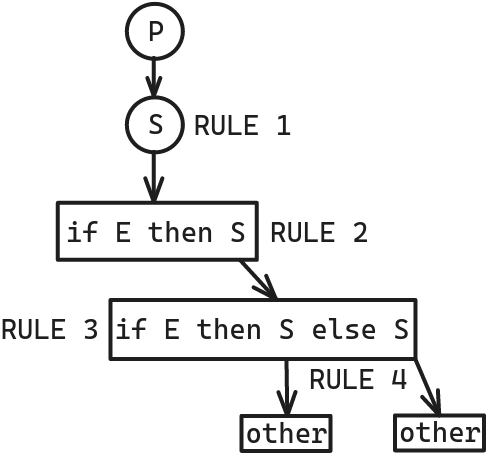 P
S RULE 1
if E then S RULE 2
RULE 3 if E then S else S
RULE 4
other other